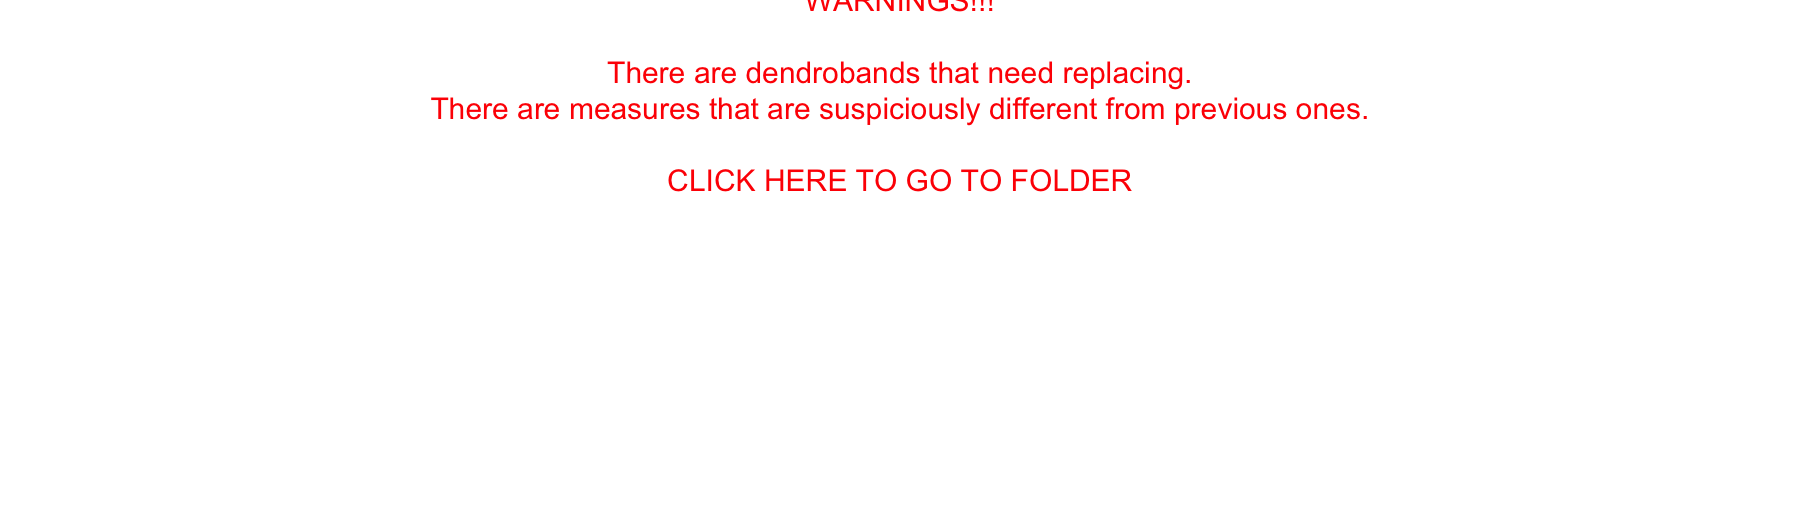 WARNINGS!!!
There are dendrobands that need replacing.
There are measures that are suspiciously different from previous ones.
CLICK HERE TO GO TO FOLDER